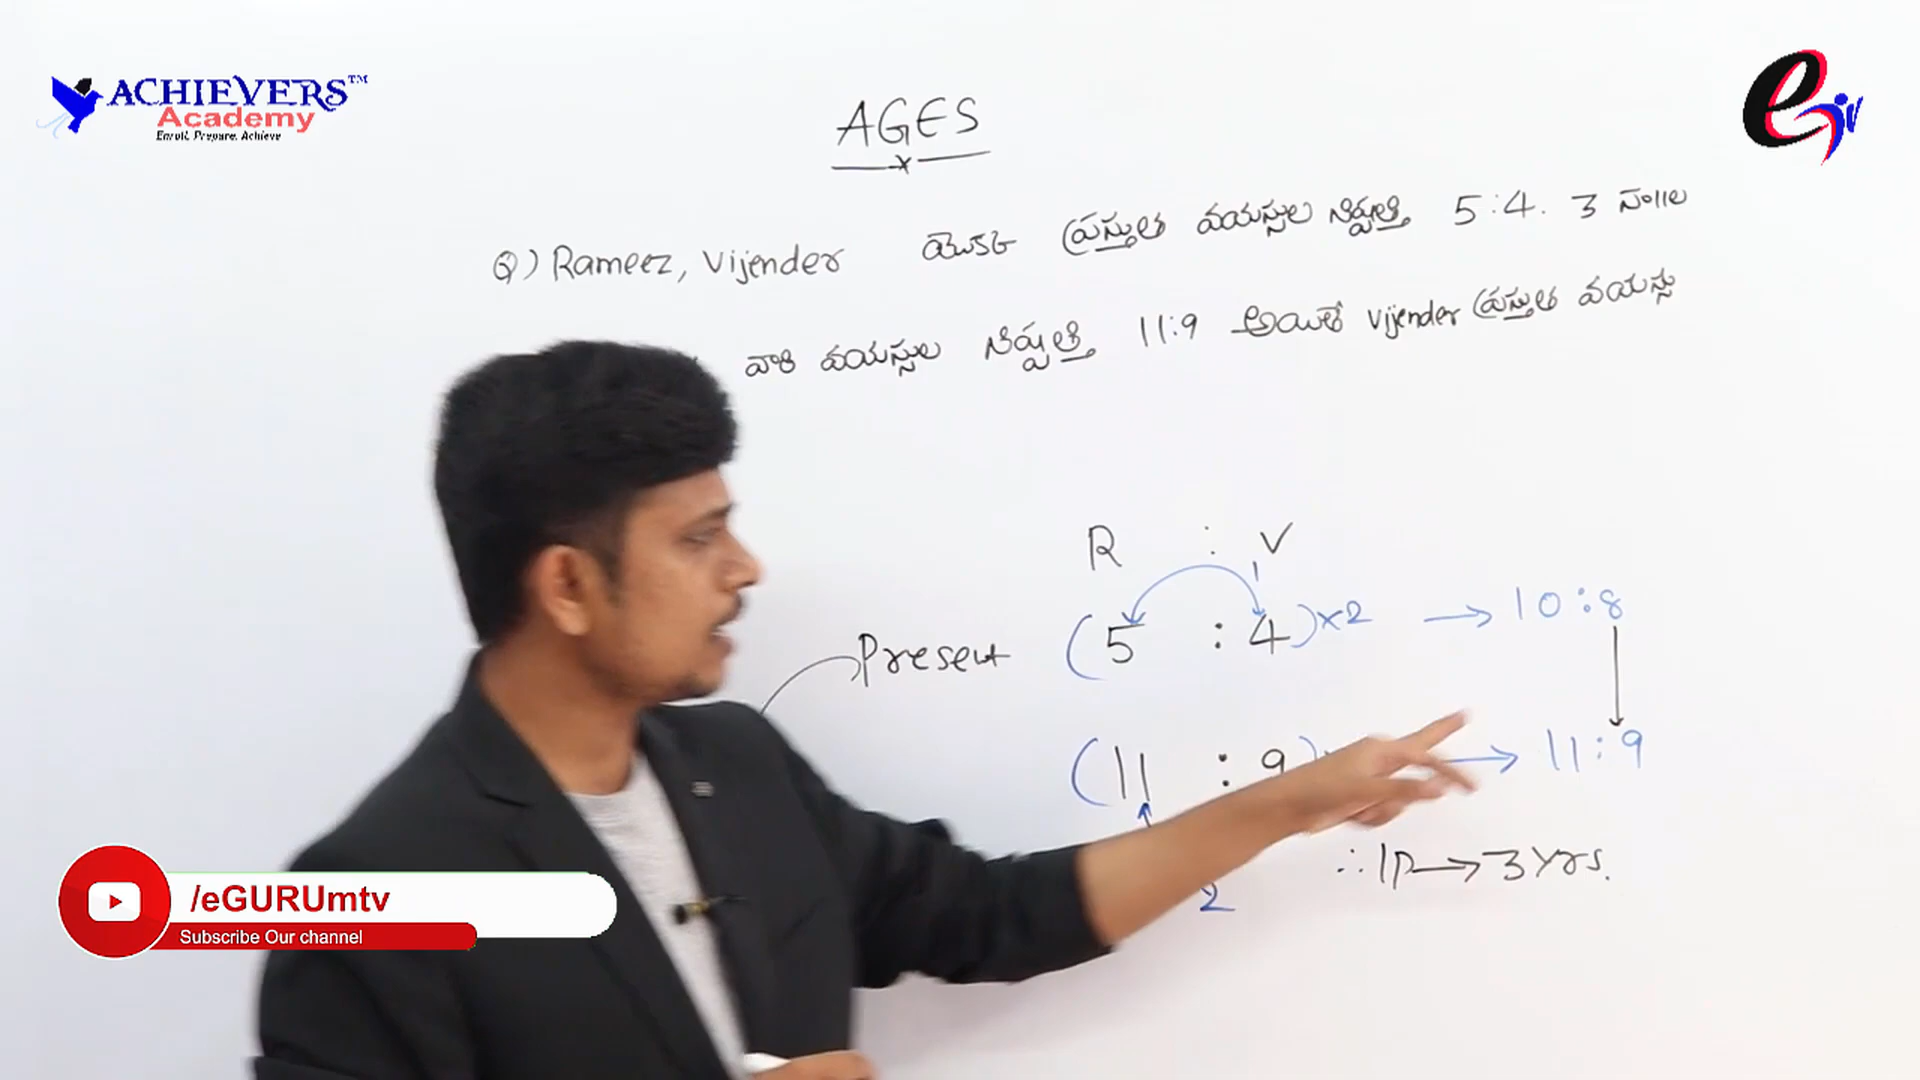 ACHIEVERS™
Academy
Enroll. Prepare. Achieve
AGES
Q) Rameez, Vijender యొక్క ప్రస్తుత వయస్సుల నిష్పత్తి 5:4. 3 సం॥ల
వారి వయస్సుల నిష్పత్తి 11:9 అయితే Vijender ప్రస్తుత వయస్సు
R : V
Present (5 : 4)×2 → 10:8
(11 : 9) → 11:9
∴ 1P → 3 yrs.
2
/eGURUmtv
Subscribe Our channel